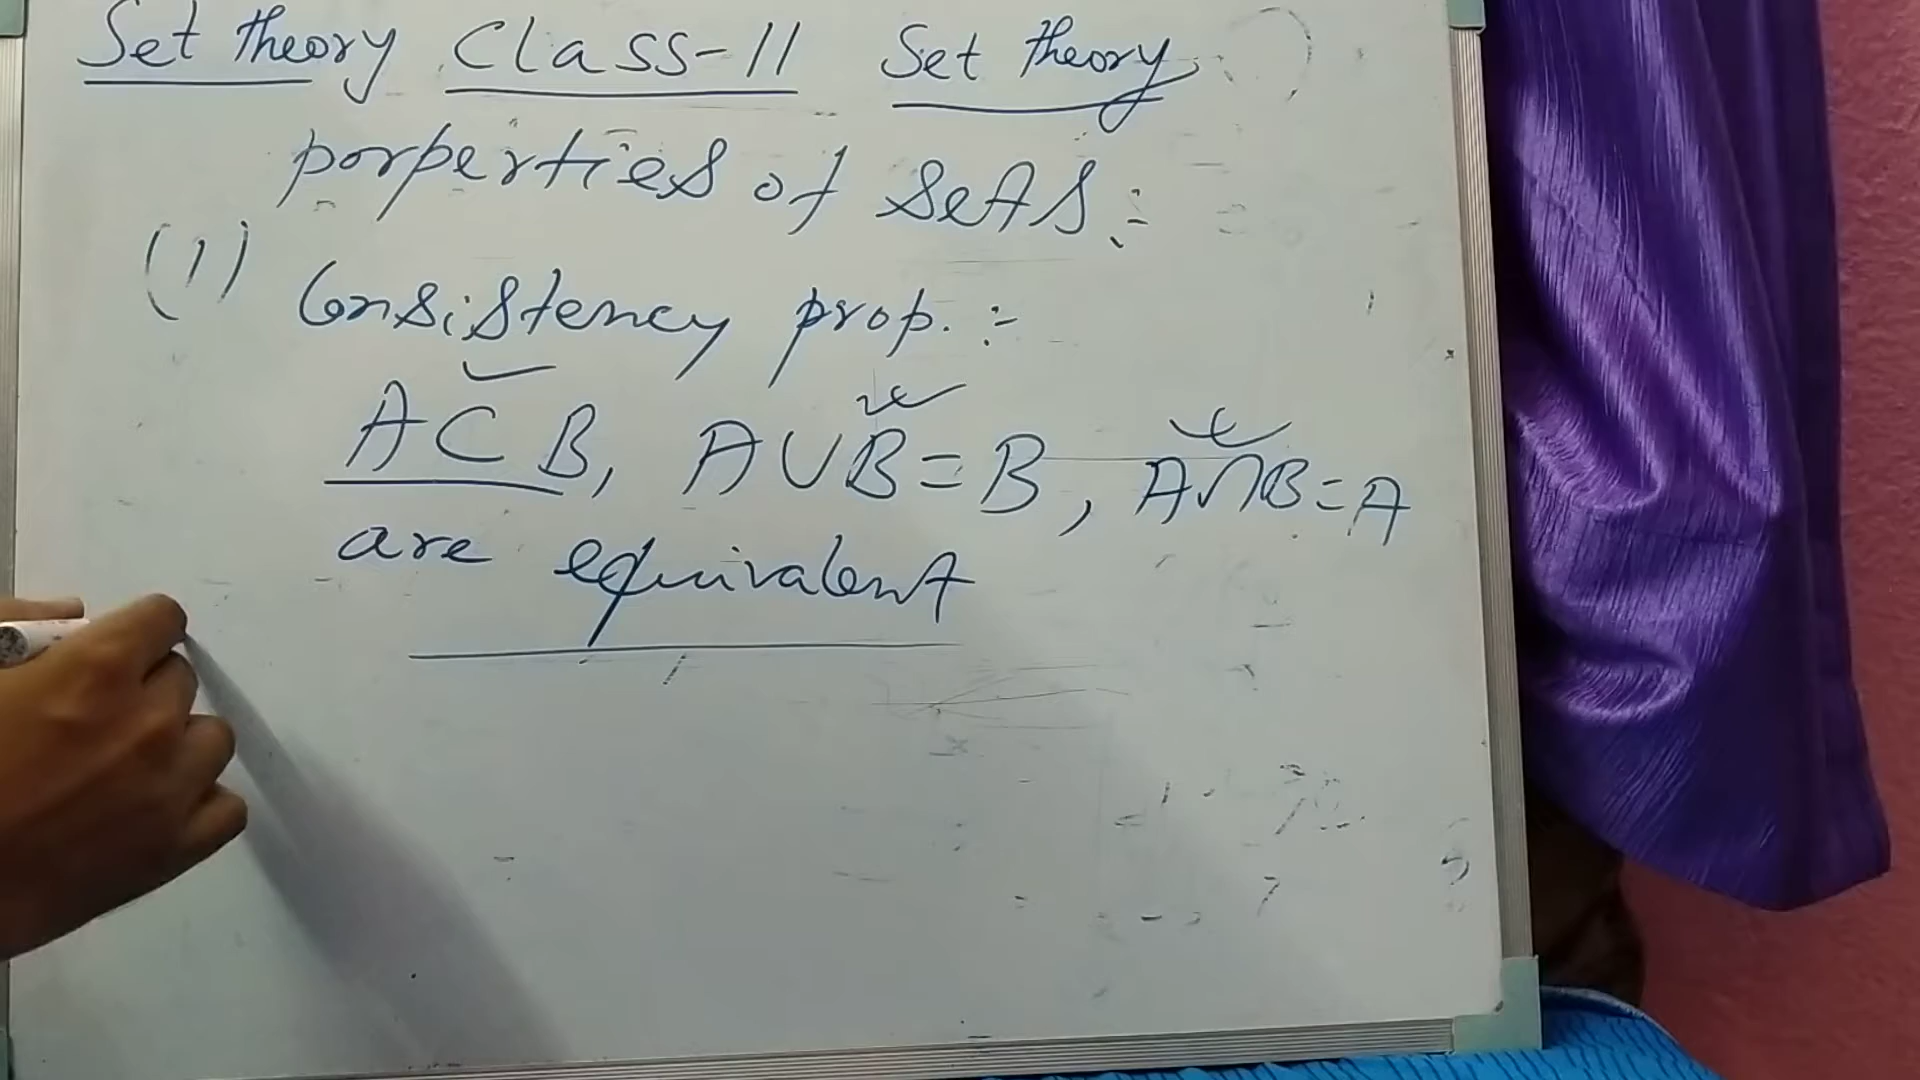 Set theory Class-11 Set theory
porperties of sets:-
(1) Consistency prop. :-
A⊂B, A∪B=B, A∩B=A
are equivalent